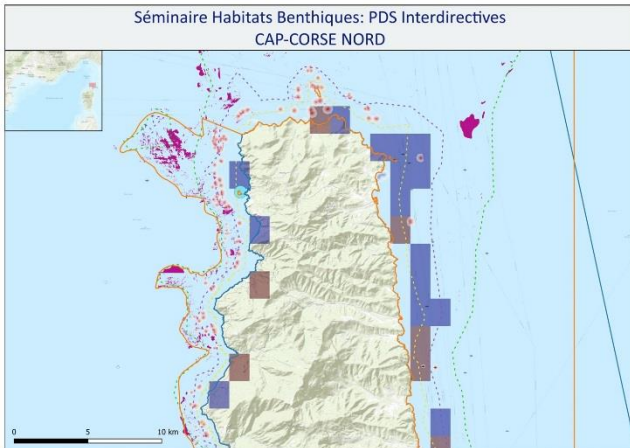 Séminaire Habitats Benthiques: PDS Interdirectives
CAP-CORSE NORD
0 5 10 km